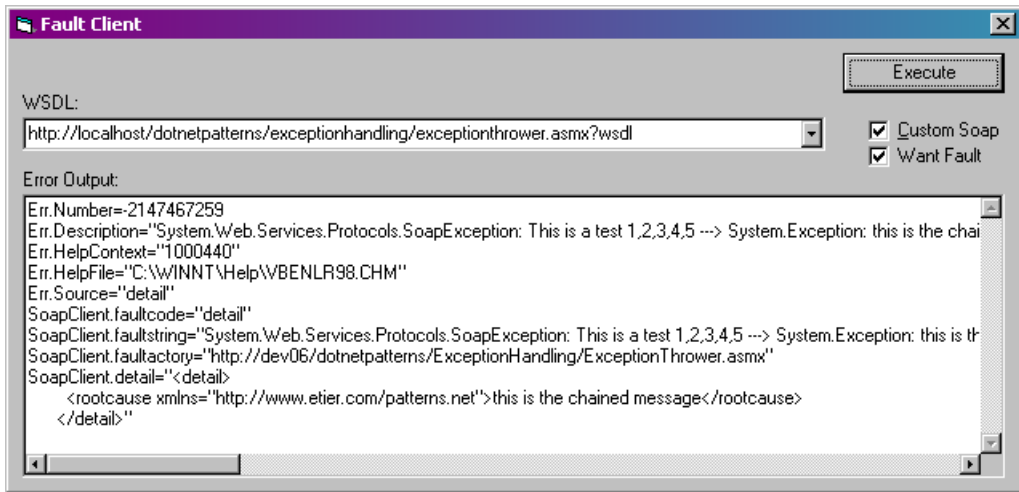 Fault Client
Execute
WSDL:
http://localhost/dotnetpatterns/exceptionhandling/exceptionthrower.asmx?wsdl
Custom Soap
Want Fault
Error Output:
Err.Number=-2147467259
Err.Description="System.Web.Services.Protocols.SoapException: This is a test 1,2,3,4,5 ---> System.Exception: this is the chai
Err.HelpContext="1000440"
Err.HelpFile="C:\WINNT\Help\VBENLR98.CHM"
Err.Source="detail"
SoapClient.faultcode="detail"
SoapClient.faultstring="System.Web.Services.Protocols.SoapException: This is a test 1,2,3,4,5 ---> System.Exception: this is th
SoapClient.faultactory="http://dev06/dotnetpatterns/ExceptionHandling/ExceptionThrower.asmx"
SoapClient.detail="<detail>
<rootcause xmlns="http://www.etier.com/patterns.net">this is the chained message</rootcause>
</detail>"